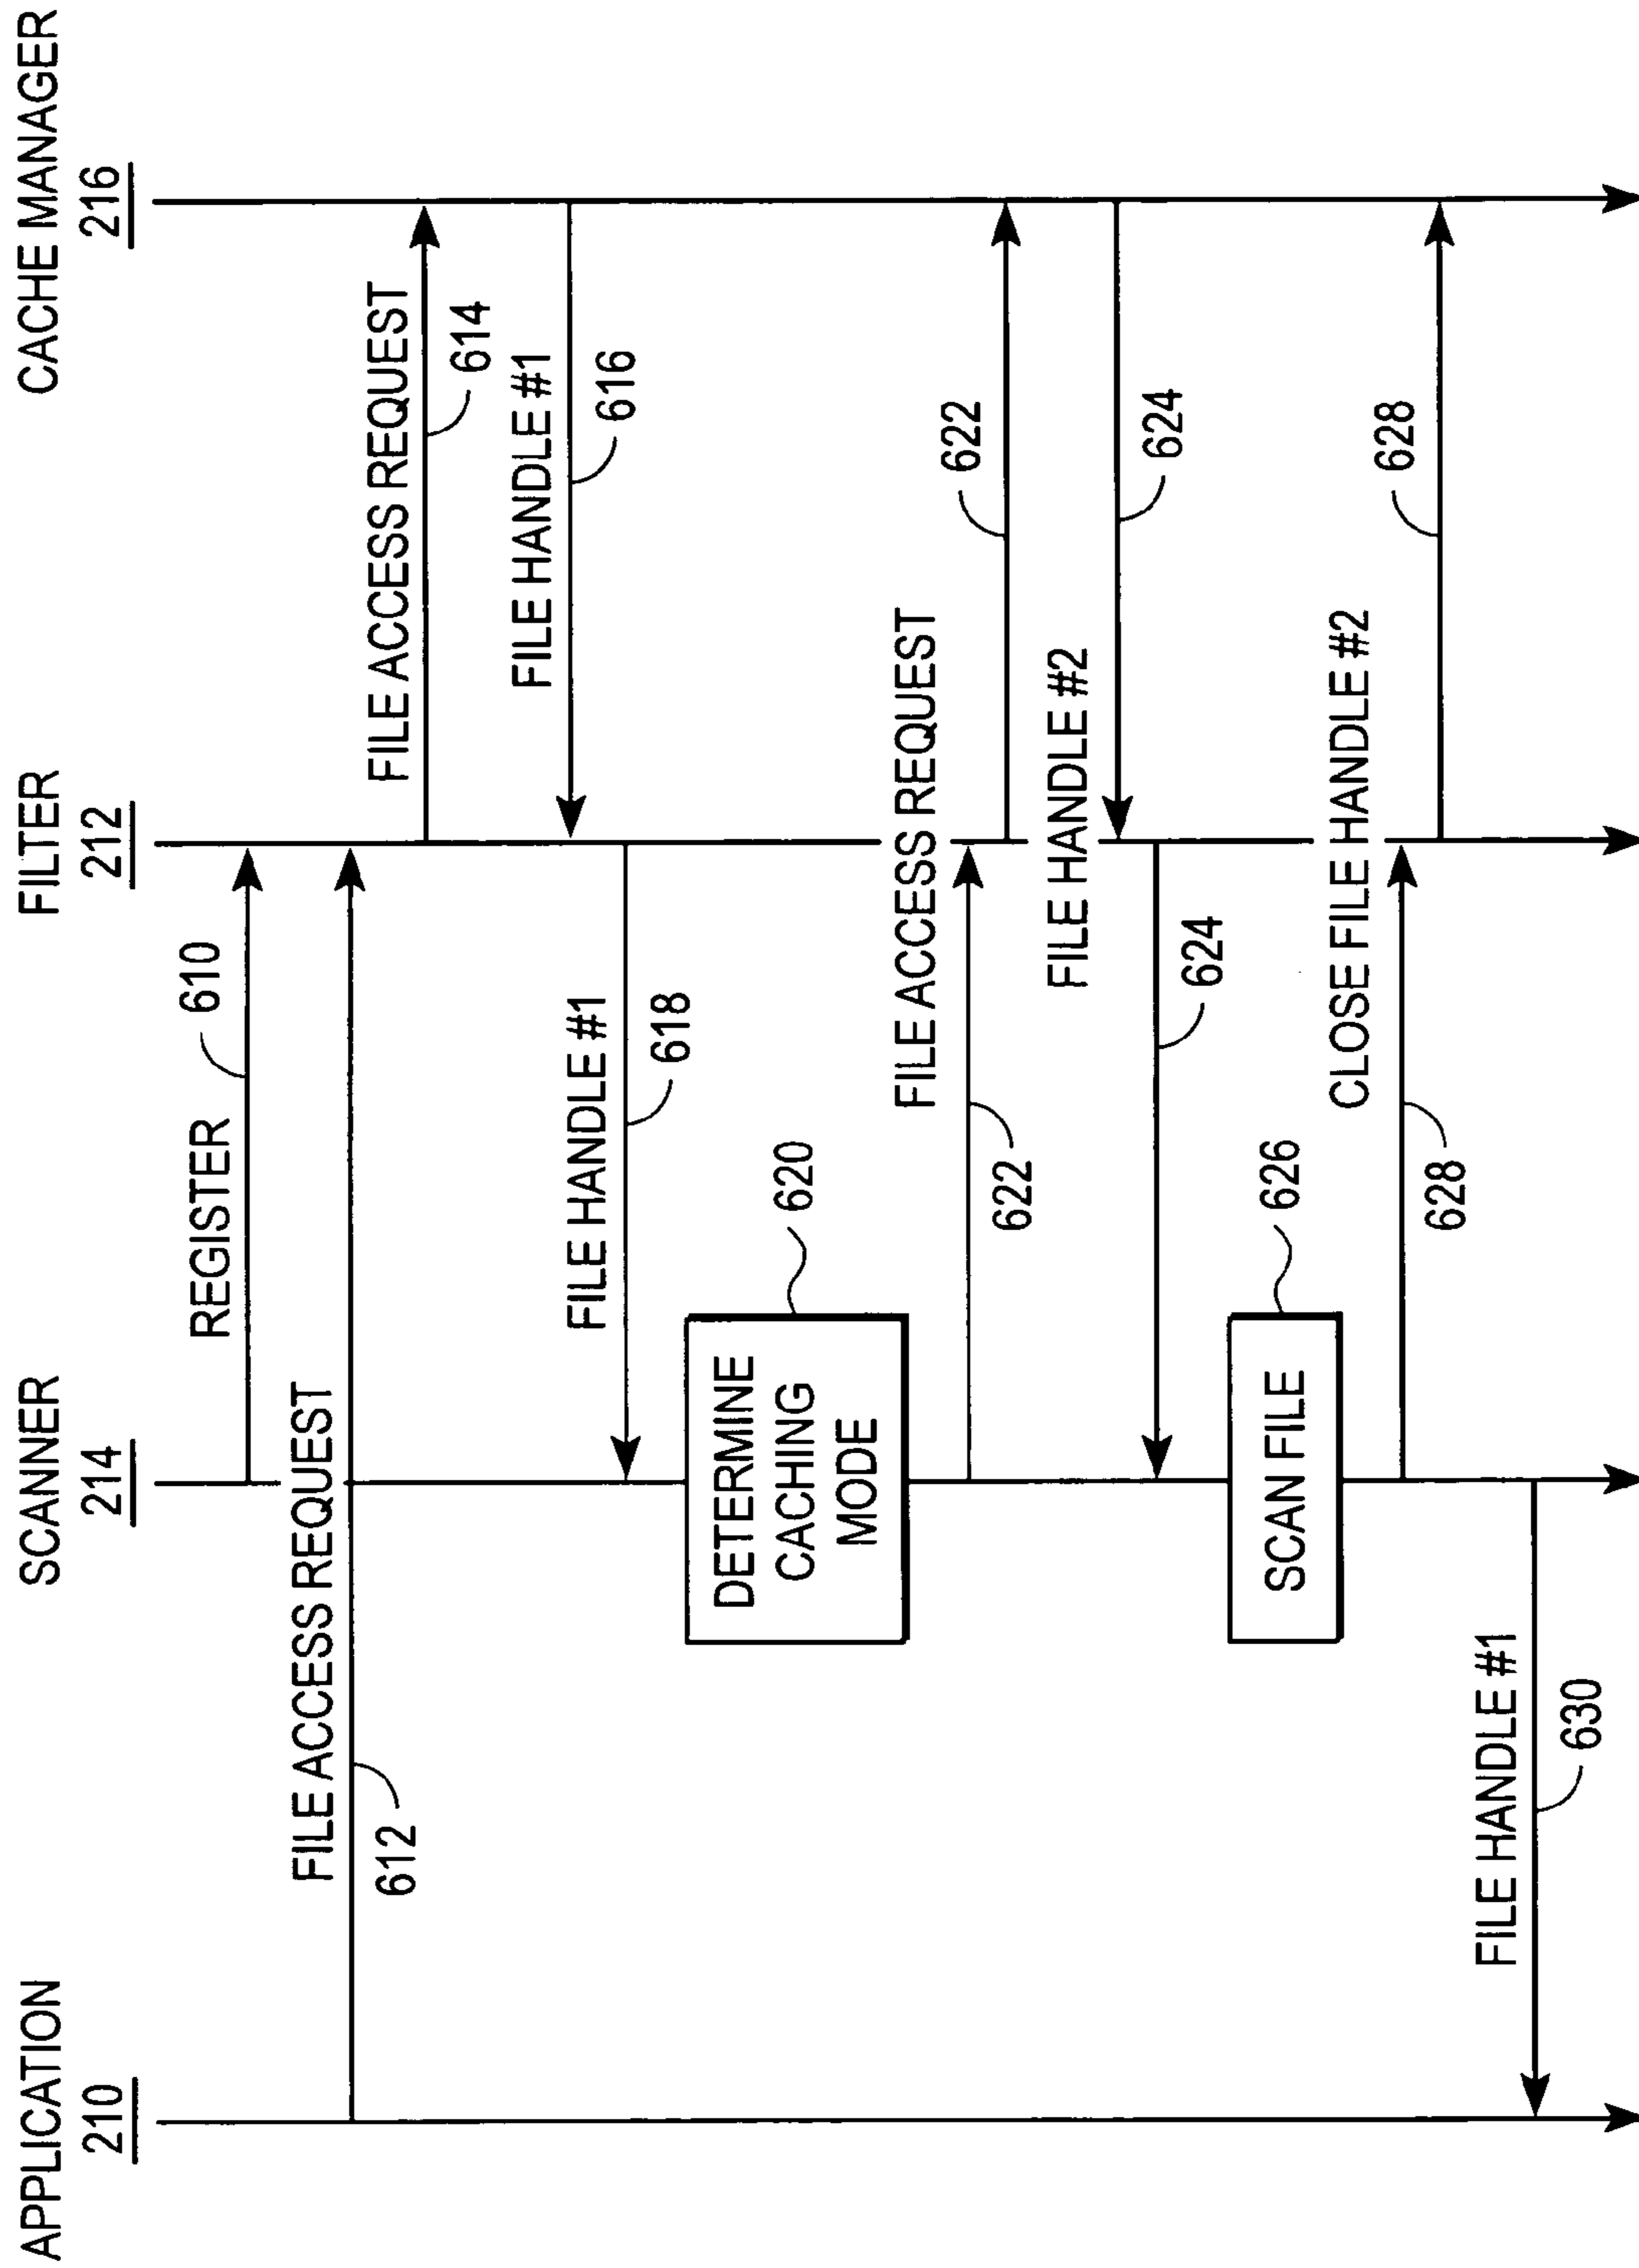 APPLICATION
210
SCANNER
214
FILTER
212
CACHE MANAGER
216
REGISTER
610
FILE ACCESS REQUEST
612
FILE ACCESS REQUEST
614
FILE HANDLE #1
616
FILE HANDLE #1
618
DETERMINE
CACHING
MODE
620
FILE ACCESS REQUEST
622
622
FILE HANDLE #2
624
624
SCAN FILE
626
CLOSE FILE HANDLE #2
628
628
FILE HANDLE #1
630